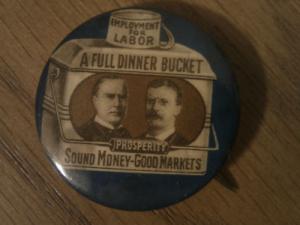 EMPLOYMENT
FOR
LABOR
A FULL DINNER BUCKET
PROSPERITY
SOUND MONEY-GOOD MARKETS